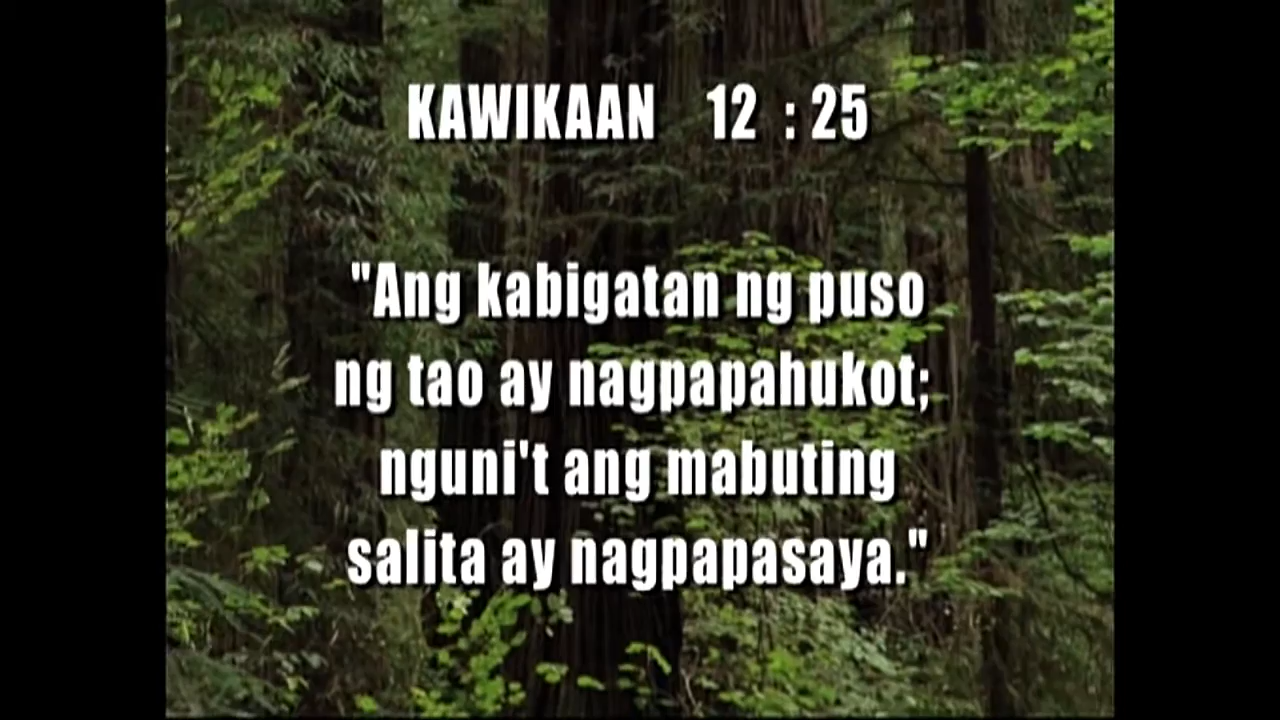 KAWIKAAN 12 : 25
"Ang kabigatan ng puso
ng tao ay nagpapahukot;
nguni't ang mabuting
salita ay nagpapasaya."